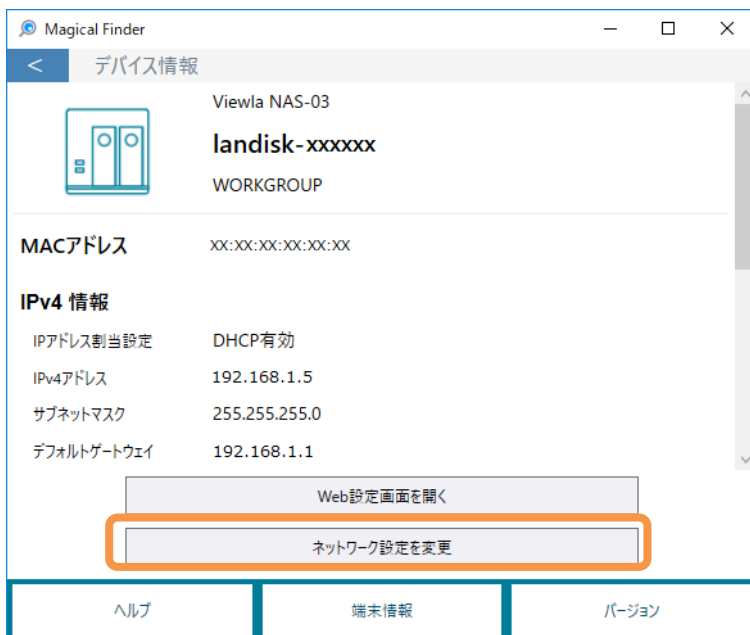 Magical Finder
< デバイス情報
Viewla NAS-03
landisk-xxxxxx
WORKGROUP
MACアドレス xx:xx:xx:xx:xx:xx
IPv4 情報
IPアドレス割当設定 DHCP有効
IPv4アドレス 192.168.1.5
サブネットマスク 255.255.255.0
デフォルトゲートウェイ 192.168.1.1
Web設定画面を開く
ネットワーク設定を変更
ヘルプ 端末情報 バージョン